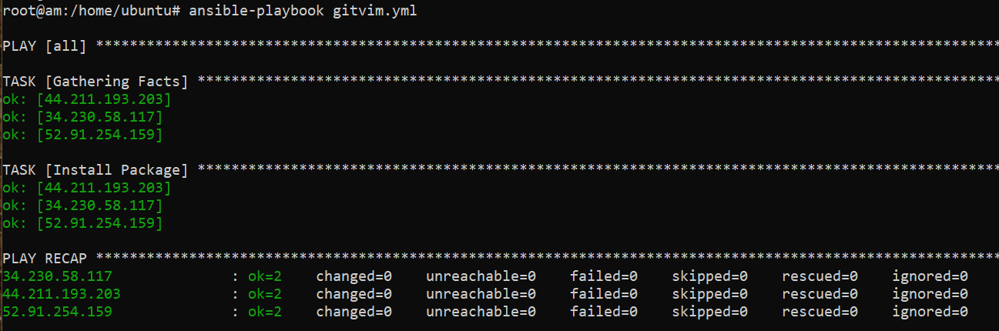 root@am:/home/ubuntu# ansible-playbook gitvim.yml
PLAY [all] ***********************************************************************************************************
TASK [Gathering Facts] ***********************************************************************************************
ok: [44.211.193.203]
ok: [34.230.58.117]
ok: [52.91.254.159]
TASK [Install Package] ***********************************************************************************************
ok: [44.211.193.203]
ok: [34.230.58.117]
ok: [52.91.254.159]
PLAY RECAP ***********************************************************************************************************
34.230.58.117 : ok=2 changed=0 unreachable=0 failed=0 skipped=0 rescued=0 ignored=0
44.211.193.203 : ok=2 changed=0 unreachable=0 failed=0 skipped=0 rescued=0 ignored=0
52.91.254.159 : ok=2 changed=0 unreachable=0 failed=0 skipped=0 rescued=0 ignored=0